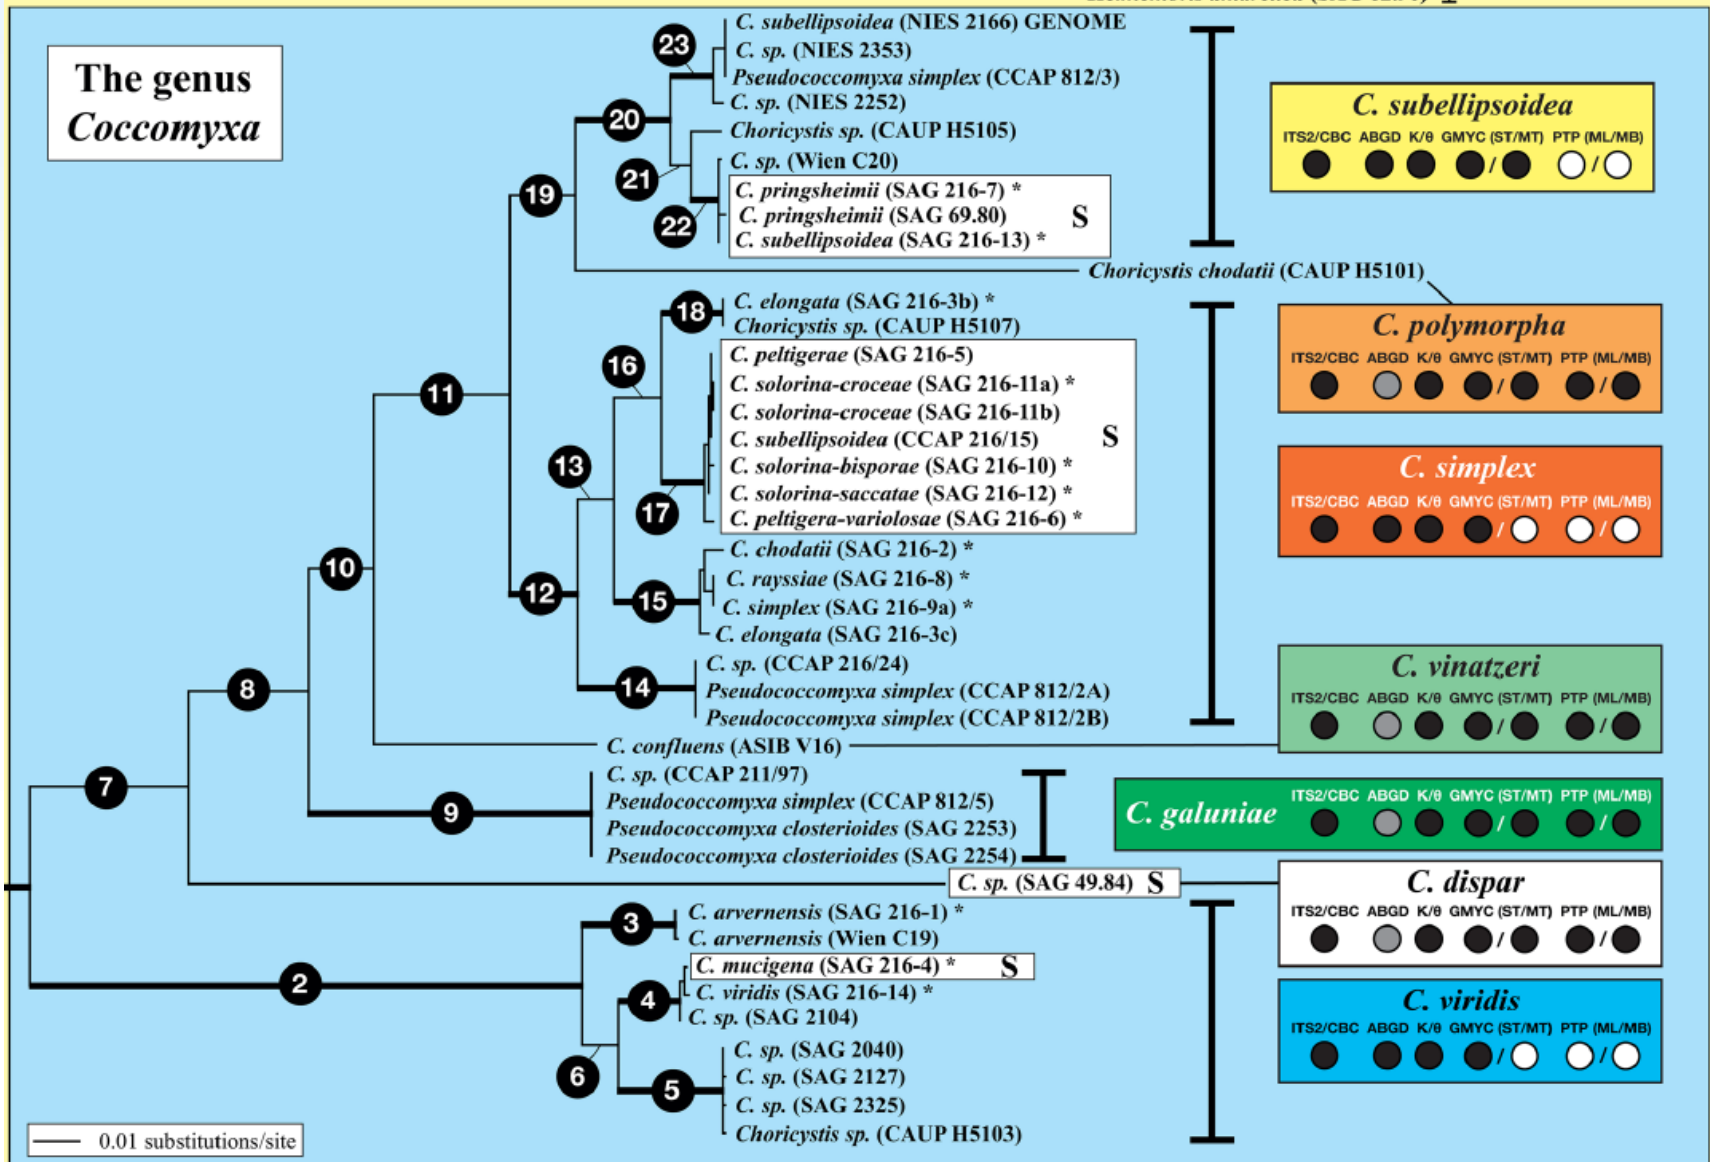 The genus
Coccomyxa
C. subellipsoidea (NIES 2166) GENOME
C. sp. (NIES 2353)
Pseudococcomyxa simplex (CCAP 812/3)
C. sp. (NIES 2252)
Choricystis sp. (CAUP H5105)
C. sp. (Wien C20)
C. pringsheimii (SAG 216-7) *
C. pringsheimii (SAG 69.80)
S
C. subellipsoidea (SAG 216-13) *
Choricystis chodatii (CAUP H5101)
C. elongata (SAG 216-3b) *
Choricystis sp. (CAUP H5107)
C. peltigerae (SAG 216-5)
C. solorina-croceae (SAG 216-11a) *
C. solorina-croceae (SAG 216-11b)
C. subellipsoidea (CCAP 216/15)
S
C. solorina-bisporae (SAG 216-10) *
C. solorina-saccatae (SAG 216-12) *
C. peltigera-variolosae (SAG 216-6) *
C. chodatii (SAG 216-2) *
C. rayssiae (SAG 216-8) *
C. simplex (SAG 216-9a) *
C. elongata (SAG 216-3c)
C. sp. (CCAP 216/24)
Pseudococcomyxa simplex (CCAP 812/2A)
Pseudococcomyxa simplex (CCAP 812/2B)
C. confluens (ASIB V16)
C. sp. (CCAP 211/97)
Pseudococcomyxa simplex (CCAP 812/5)
Pseudococcomyxa closterioides (SAG 2253)
Pseudococcomyxa closterioides (SAG 2254)
C. sp. (SAG 49.84) S
C. arvernensis (SAG 216-1) *
C. arvernensis (Wien C19)
C. mucigena (SAG 216-4) * S
C. viridis (SAG 216-14) *
C. sp. (SAG 2104)
C. sp. (SAG 2040)
C. sp. (SAG 2127)
C. sp. (SAG 2325)
Choricystis sp. (CAUP H5103)
23
20
19
21
22
18
16
11
13
17
10
12
15
14
8
7
9
3
2
4
6
5
C. subellipsoidea
ITS2/CBC ABGD K/θ GMYC (ST/MT) PTP (ML/MB)
/ /
C. polymorpha
ITS2/CBC ABGD K/θ GMYC (ST/MT) PTP (ML/MB)
/ /
C. simplex
ITS2/CBC ABGD K/θ GMYC (ST/MT) PTP (ML/MB)
/ /
C. vinatzeri
ITS2/CBC ABGD K/θ GMYC (ST/MT) PTP (ML/MB)
/ /
C. galuniae
ITS2/CBC ABGD K/θ GMYC (ST/MT) PTP (ML/MB)
/ /
C. dispar
ITS2/CBC ABGD K/θ GMYC (ST/MT) PTP (ML/MB)
/ /
C. viridis
ITS2/CBC ABGD K/θ GMYC (ST/MT) PTP (ML/MB)
/ /
0.01 substitutions/site